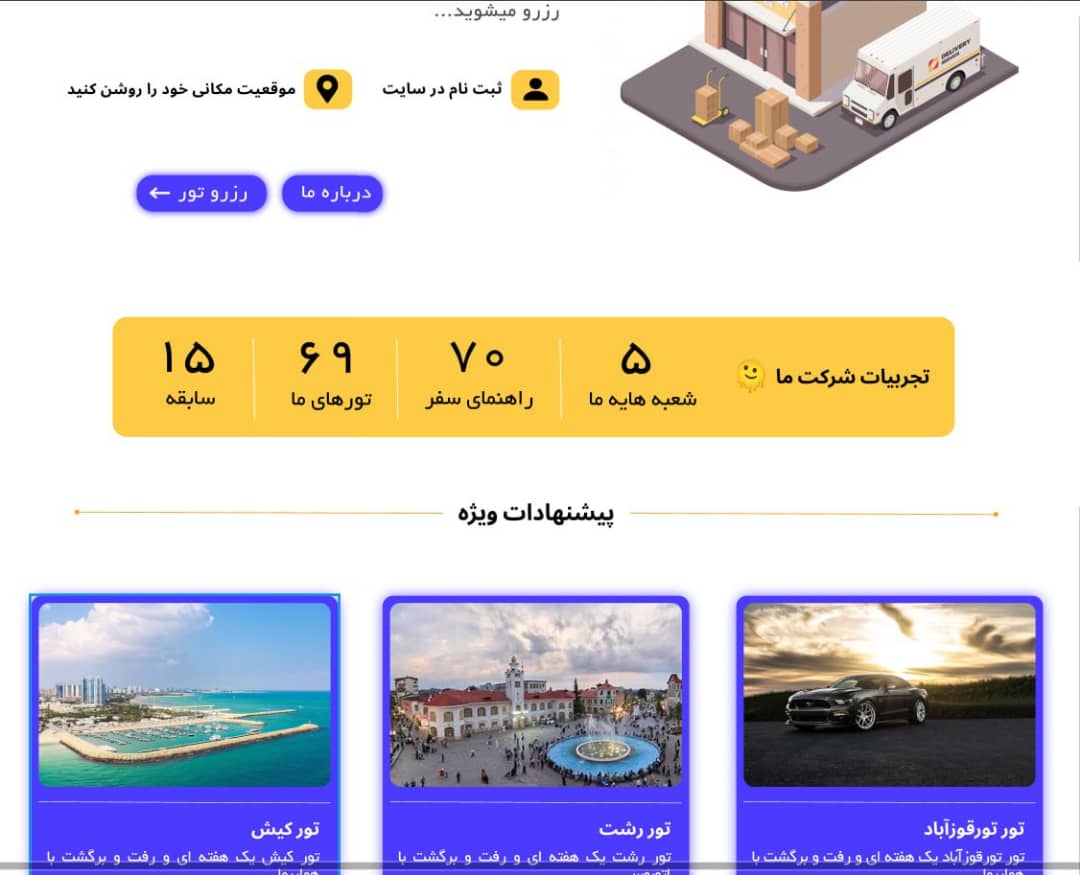 رزرو میشوید...
DELIVERY
SERVICE
ثبت نام در سایت
موقعیت مکانی خود را روشن کنید
درباره ما
رزرو تور ←
تجربیات شرکت ما 🫠
۵
شعبه هایه ما
۷۰
راهنمای سفر
۶۹
تورهای ما
۱۵
سابقه
پیشنهادات ویژه
تور تورقوزآباد
تور تورقوزآباد یک هفته ای و رفت و برگشت با
تور رشت
تور رشت یک هفته ای و رفت و برگشت با
تور کیش
تور کیش یک هفته ای و رفت و برگشت با